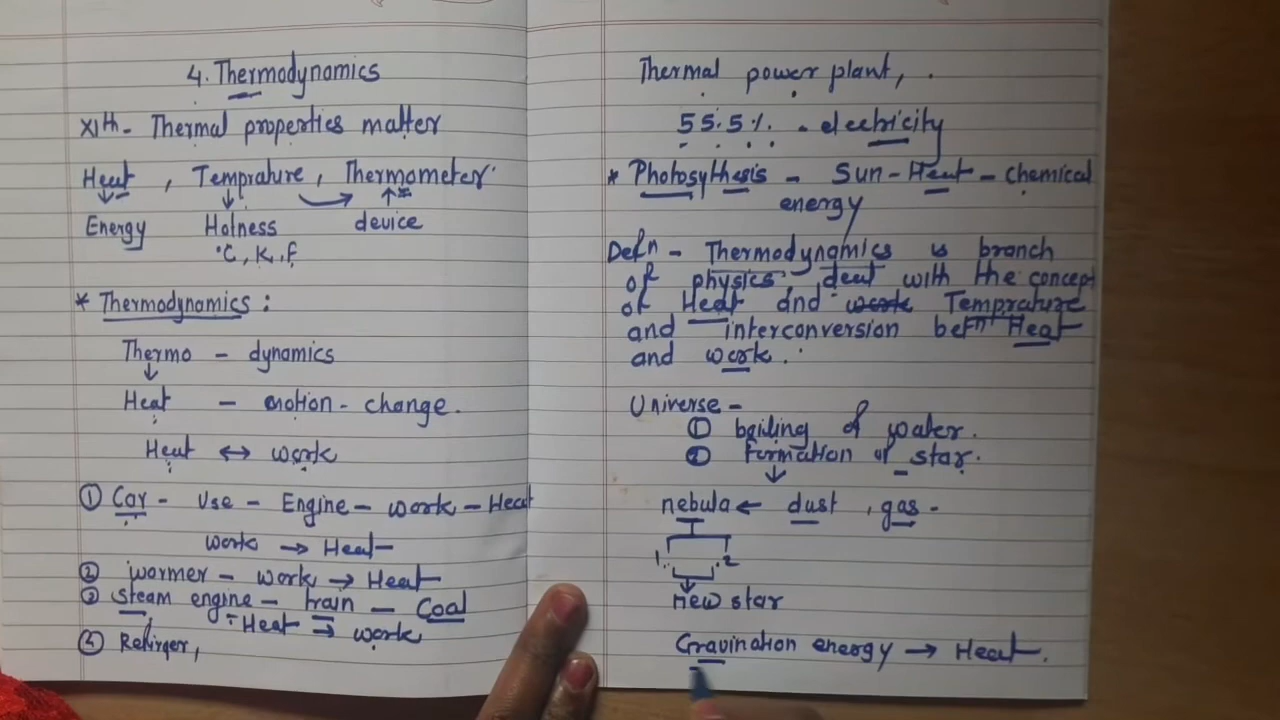 4. Thermodynamics
XIth - Thermal properties matter
Heat , Temprature , Thermometer
Energy Hotness device
°C, K, F
* Thermodynamics :
Thermo - dynamics
Heat - motion - change.
Heat ↔ work
① Car - Use - Engine - work - Heat
work → Heat
② wormer - work → Heat
③ steam engine - train - Coal
Heat → work
④ Refirger,
Thermal power plant,
55.5%. - electricity
* Photosythesis - Sun - Heat - chemical
energy
Defn - Thermodynamics is branch
of physics, deat with the concept
of Heat and work Temprature
and interconversion betn Heat
and work.
Universe -
① boiling of water.
② formation of star.
nebula ← dust , gas -
1. .2
new star
Gravination energy → Heat.